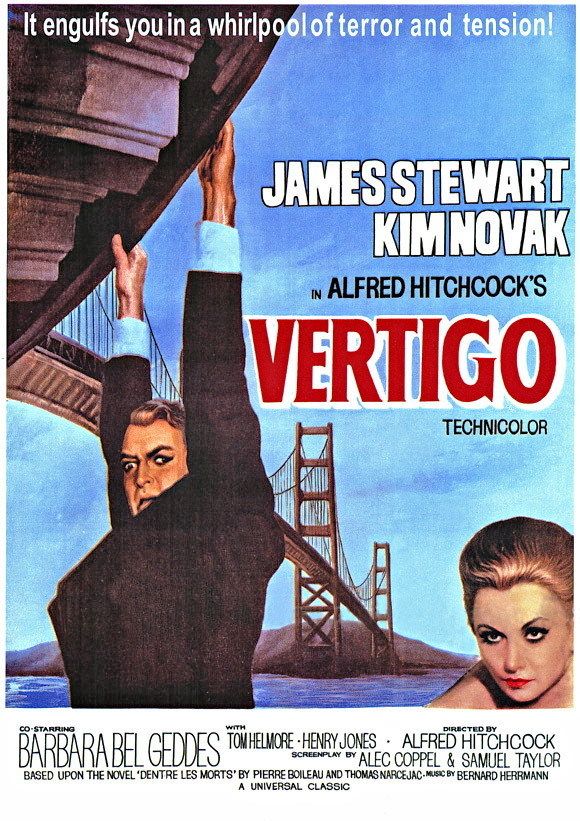 It engulfs you in a whirlpool of terror and tension!
JAMES STEWART
KIM NOVAK
IN ALFRED HITCHCOCK'S
VERTIGO
TECHNICOLOR
CO-STARRING
BARBARA BEL GEDDES
WITH
TOM HELMORE · HENRY JONES ·
DIRECTED BY
ALFRED HITCHCOCK
SCREENPLAY BY ALEC COPPEL & SAMUEL TAYLOR
BASED UPON THE NOVEL 'DENTRE LES MORTS' BY PIERRE BOILEAU AND THOMAS NARCEJAC - MUSIC BY BERNARD HERRMANN
A UNIVERSAL CLASSIC